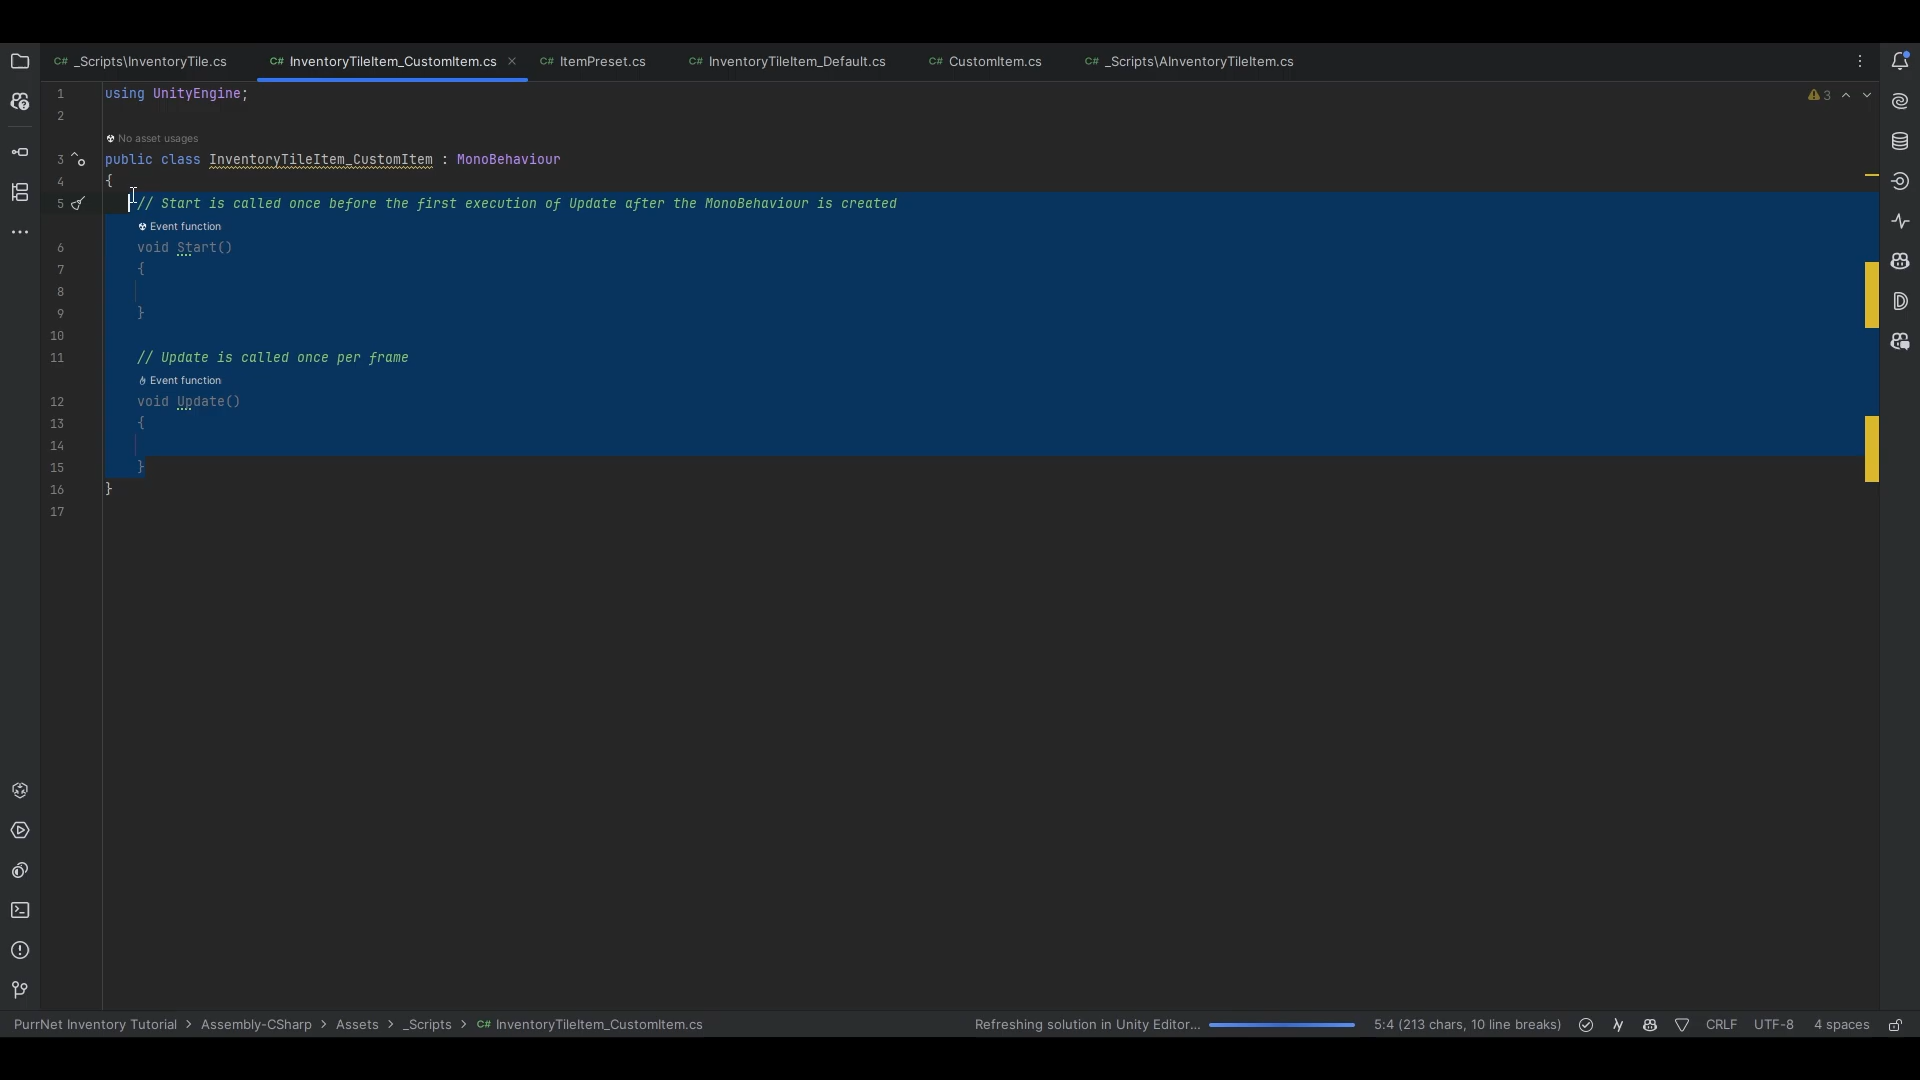 C# _Scripts\InventoryTile.cs C# InventoryTileItem_CustomItem.cs C# ItemPreset.cs C# InventoryTileItem_Default.cs C# CustomItem.cs C# _Scripts\AInventoryTileItem.cs
1 using UnityEngine; 3
2
No asset usages
3 public class InventoryTileItem_CustomItem : MonoBehaviour
4 {
5 // Start is called once before the first execution of Update after the MonoBehaviour is created
Event function
6 void Start()
7 {
8
9 }
10
11 // Update is called once per frame
Event function
12 void Update()
13 {
14
15 }
16 }
17
PurrNet Inventory Tutorial > Assembly-CSharp > Assets > _Scripts > C# InventoryTileItem_CustomItem.cs Refreshing solution in Unity Editor... 5:4 (213 chars, 10 line breaks) CRLF UTF-8 4 spaces